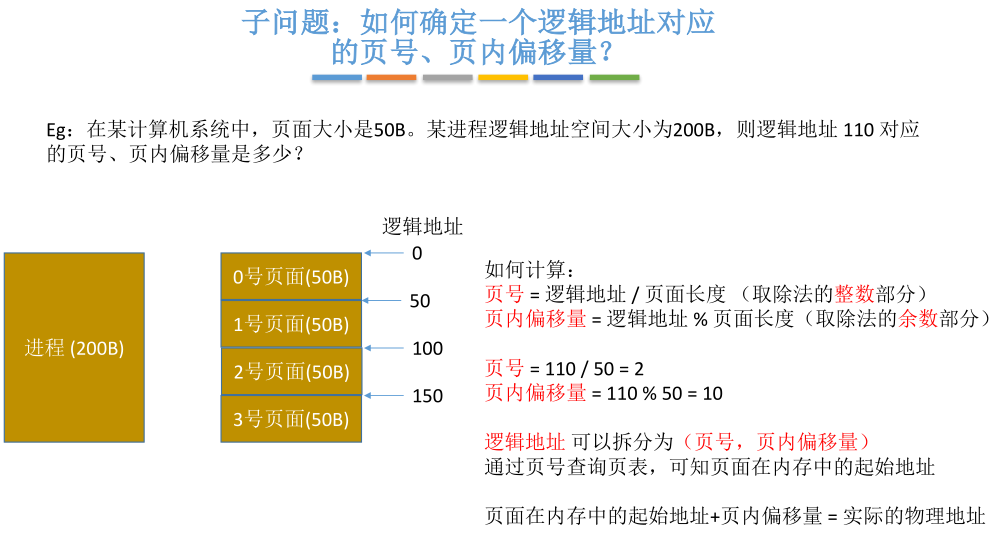 子问题：如何确定一个逻辑地址对应
的页号、页内偏移量？
Eg：在某计算机系统中，页面大小是50B。某进程逻辑地址空间大小为200B，则逻辑地址 110 对应
的页号、页内偏移量是多少？
逻辑地址
进程 (200B)
0号页面(50B)
1号页面(50B)
2号页面(50B)
3号页面(50B)
0
50
100
150
如何计算：
页号 = 逻辑地址 / 页面长度 （取除法的整数部分）
页内偏移量 = 逻辑地址 % 页面长度（取除法的余数部分）
页号 = 110 / 50 = 2
页内偏移量 = 110 % 50 = 10
逻辑地址 可以拆分为（页号，页内偏移量）
通过页号查询页表，可知页面在内存中的起始地址
页面在内存中的起始地址+页内偏移量 = 实际的物理地址